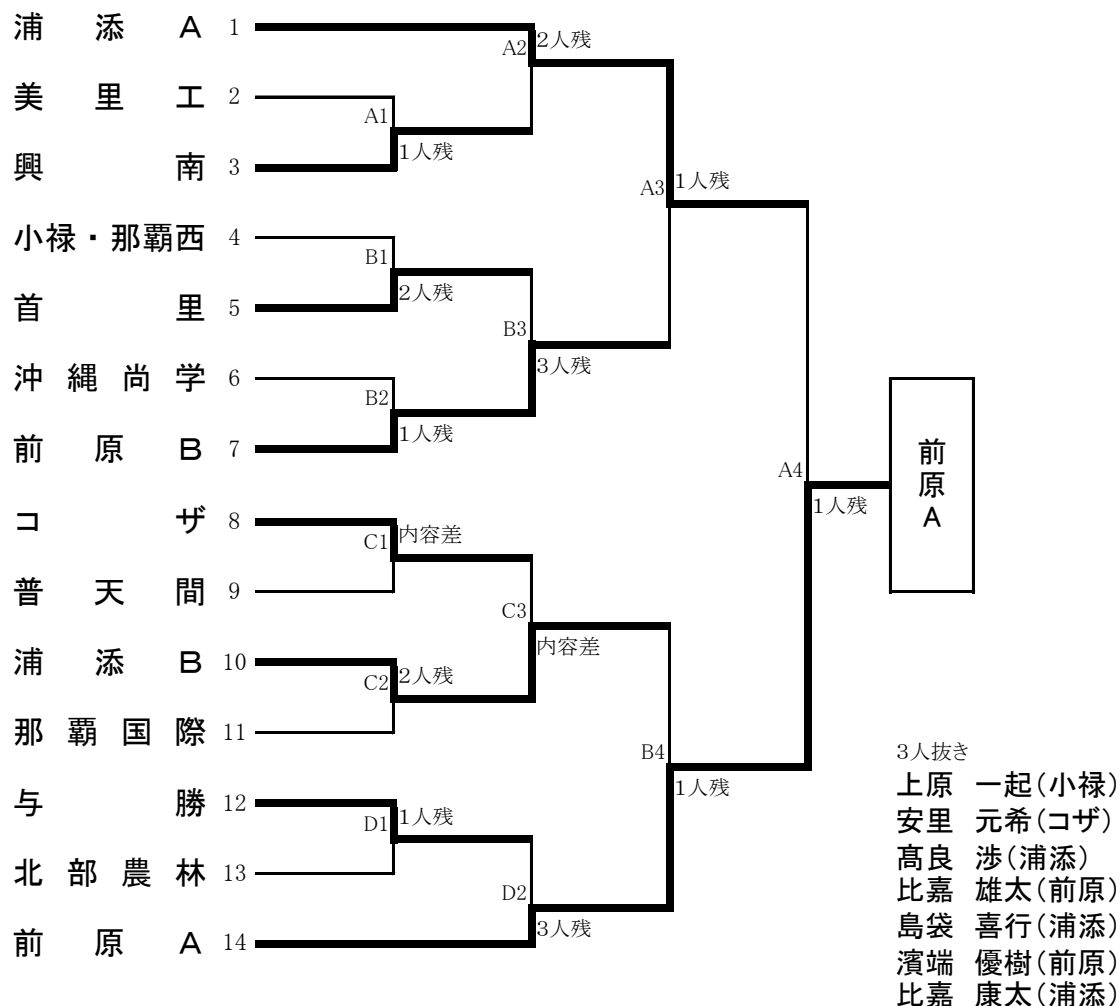 浦添A 1
A2 2人残
美里工 2
A1
興南 3
1人残
A3 1人残
小禄・那覇西 4
B1
首里 5
2人残
B3
沖縄尚学 6
3人残
B2
前原B 7
1人残
A4
1人残
前原A
コザ 8
C1 内容差
普天間 9
C3
浦添B 10
内容差
C2 2人残
那覇国際 11
B4
1人残
与勝 12
D1 1人残
北部農林 13
D2
前原A 14
3人残
3人抜き
上原 一起(小禄)
安里 元希(コザ)
髙良 渉(浦添)
比嘉 雄太(前原)
島袋 喜行(浦添)
濱端 優樹(前原)
比嘉 康太(浦添)